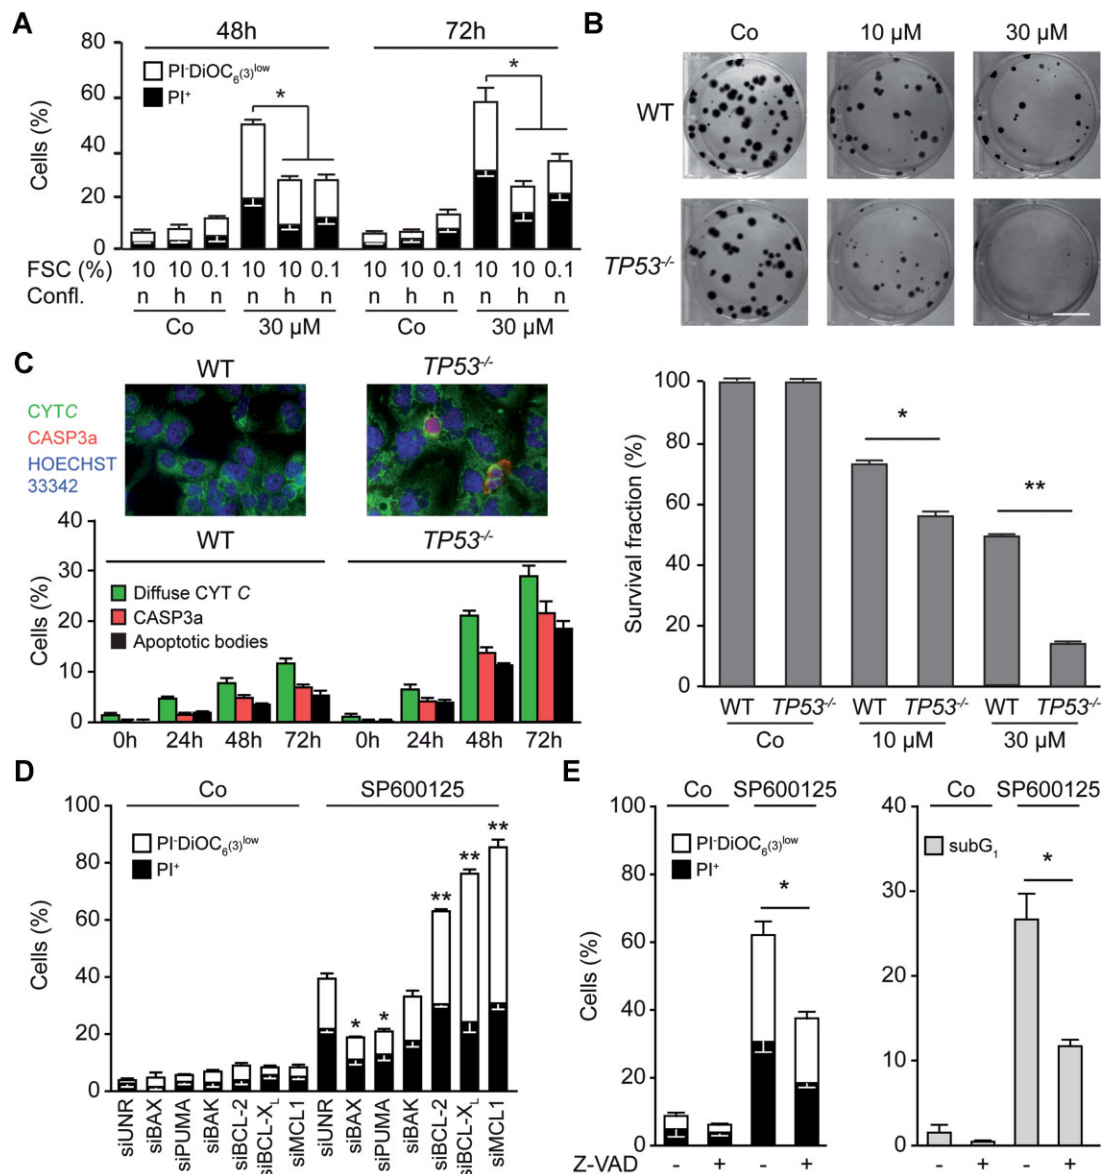 A
48h
72h
80
60
40
20
0
Cells (%)
PI⁻DiOC₆₍₃₎ˡᵒʷ
PI⁺
*
*
FSC (%) 10 10 0.1 10 10 0.1 10 10 0.1 10 10 0.1
Confl. n h n n h n n h n n h n
Co 30 µM Co 30 µM
B
Co 10 µM 30 µM
WT
TP53⁻/⁻
100
80
60
40
20
0
Survival fraction (%)
*
**
WT TP53⁻/⁻ WT TP53⁻/⁻ WT TP53⁻/⁻
Co 10 µM 30 µM
C
WT
TP53⁻/⁻
CYTC
CASP3a
HOECHST
33342
40
30
20
10
0
Cells (%)
WT
TP53⁻/⁻
Diffuse CYT C
CASP3a
Apoptotic bodies
0h 24h 48h 72h 0h 24h 48h 72h
D
Co
SP600125
100
80
60
40
20
0
Cells (%)
PI⁻DiOC₆₍₃₎ˡᵒʷ
PI⁺
*
*
**
**
**
siUNR siBAX siPUMA siBAK siBCL-2 siBCL-X_L siMCL1 siUNR siBAX siPUMA siBAK siBCL-2 siBCL-X_L siMCL1
E
Co
SP600125
100
80
60
40
20
0
Cells (%)
PI⁻DiOC₆₍₃₎ˡᵒʷ
PI⁺
*
Z-VAD - + - +
Co
SP600125
40
30
20
10
0
subG₁
*
- + - +